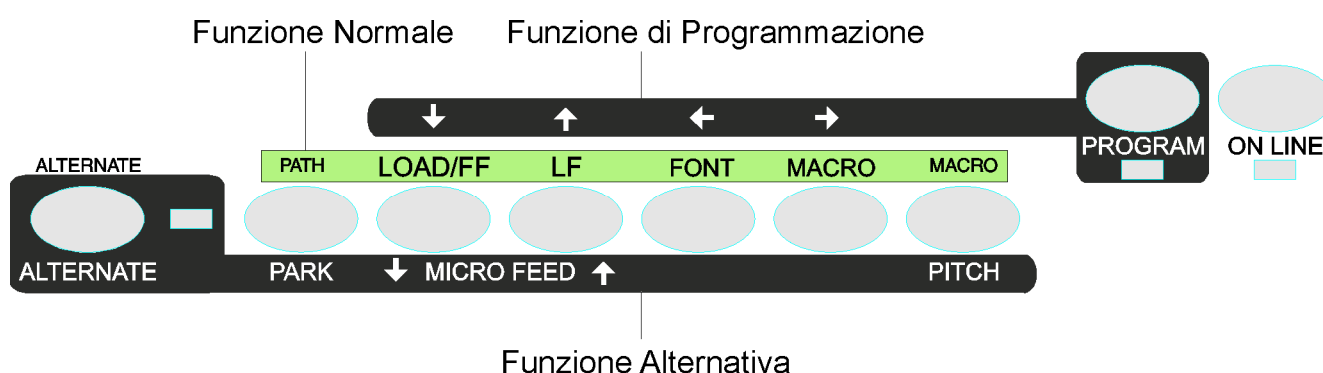 Funzione Normale Funzione di Programmazione
↓ ↑ ← →
PROGRAM ON LINE
ALTERNATE PATH LOAD/FF LF FONT MACRO MACRO
ALTERNATE PARK ↓ MICRO FEED ↑ PITCH
Funzione Alternativa